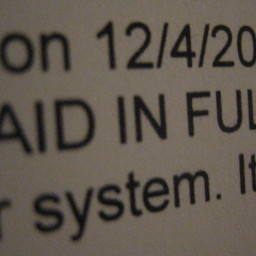 on 12/4/20
AID IN FUL
r system. It